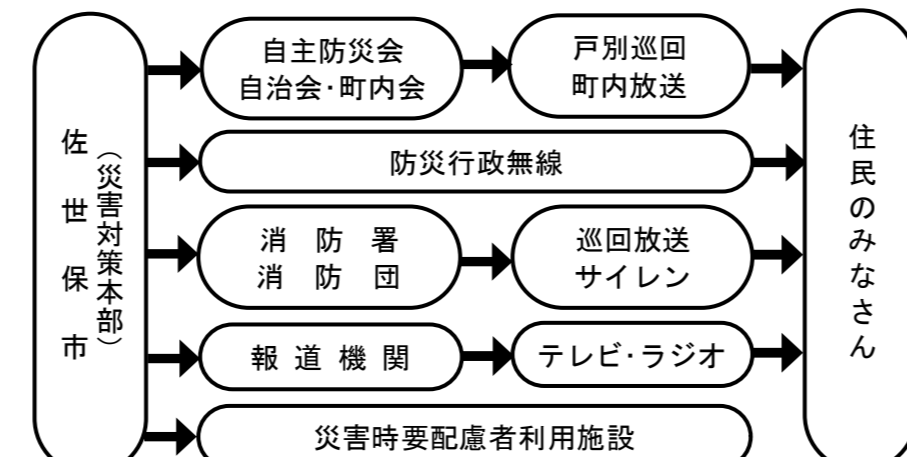 佐世保市
（災害対策本部）
自主防災会
自治会・町内会
戸別巡回
町内放送
防災行政無線
消防署
消防団
巡回放送
サイレン
報道機関
テレビ・ラジオ
災害時要配慮者利用施設
住民のみなさん